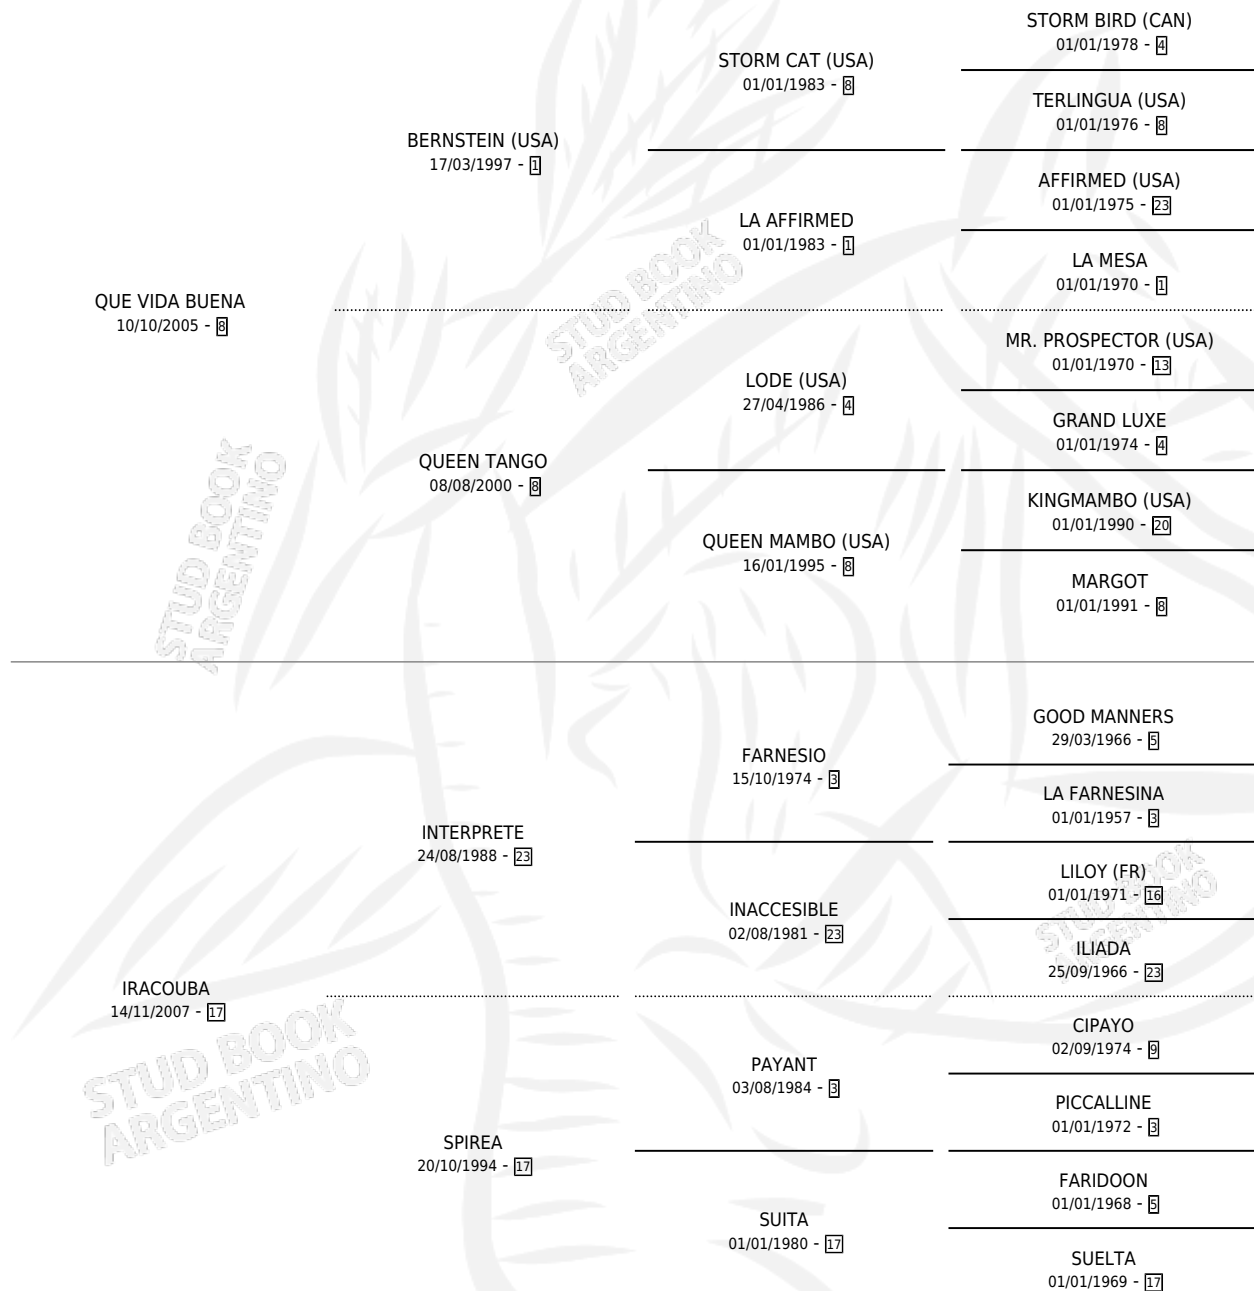 STORM BIRD (CAN)
01/01/1978 - 4
STORM CAT (USA)
01/01/1983 - 8
TERLINGUA (USA)
01/01/1976 - 8
BERNSTEIN (USA)
17/03/1997 - 1
AFFIRMED (USA)
01/01/1975 - 23
LA AFFIRMED
01/01/1983 - 1
LA MESA
01/01/1970 - 1
QUE VIDA BUENA
10/10/2005 - 8
MR. PROSPECTOR (USA)
01/01/1970 - 13
LODE (USA)
27/04/1986 - 4
GRAND LUXE
01/01/1974 - 4
QUEEN TANGO
08/08/2000 - 8
KINGMAMBO (USA)
01/01/1990 - 20
QUEEN MAMBO (USA)
16/01/1995 - 8
MARGOT
01/01/1991 - 8
GOOD MANNERS
29/03/1966 - 5
FARNESIO
15/10/1974 - 3
LA FARNESINA
01/01/1957 - 3
INTERPRETE
24/08/1988 - 23
LILOY (FR)
01/01/1971 - 16
INACCESIBLE
02/08/1981 - 23
ILIADA
25/09/1966 - 23
IRACOUBA
14/11/2007 - 17
CIPAYO
02/09/1974 - 9
PAYANT
03/08/1984 - 3
PICCALLINE
01/01/1972 - 3
SPIREA
20/10/1994 - 17
FARIDOON
01/01/1968 - 5
SUITA
01/01/1980 - 17
SUELTA
01/01/1969 - 17
STUD BOOK
ARGENTINO
STUD BOOK
ARGENTINO
STUD BOOK
ARGENTINO
STUD BOOK
ARGENTINO